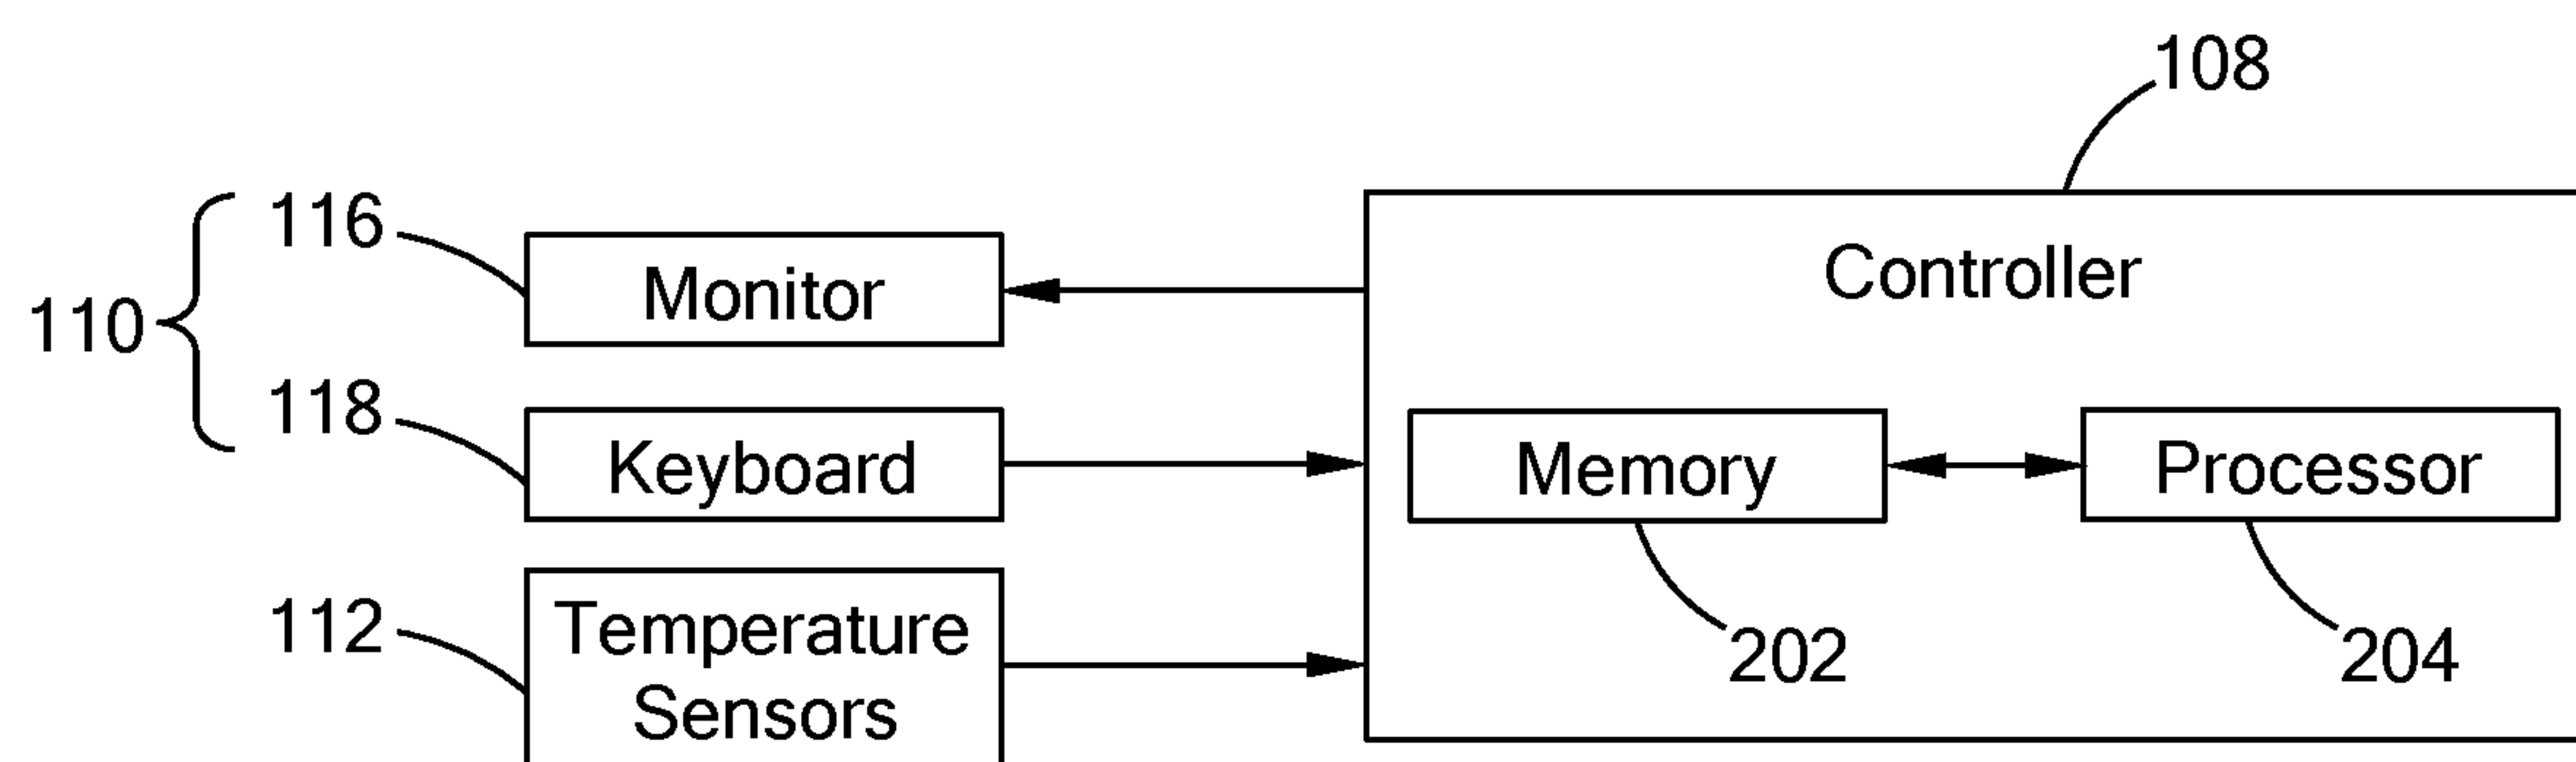 108
116
Monitor
Controller
110
118
Keyboard
Memory
Processor
112
Temperature
Sensors
202
204